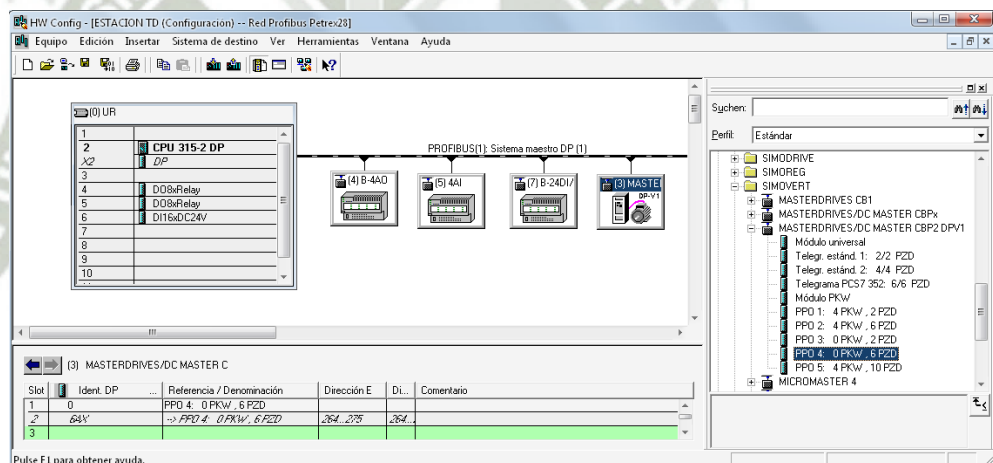 HW Config - [ESTACION TD (Configuración) -- Red Profibus Petrex28]
Equipo Edición Insertar Sistema de destino Ver Herramientas Ventana Ayuda
(0) UR
1
2 CPU 315-2 DP
X2 DP
3
4 DO8xRelay
5 DO8xRelay
6 DI16xDC24V
7
8
9
10
PROFIBUS(1): Sistema maestro DP (1)
(4) B-4AO
(5) 4AI
(7) B-24DI/
(3) MASTE
DP-V1
Suchen:
Perfil: Estándar
SIMODRIVE
SIMOREG
SIMOVERT
MASTERDRIVES CB1
MASTERDRIVES/DC MASTER CBPx
MASTERDRIVES/DC MASTER CBP2 DPV1
Módulo universal
Telegr. estánd. 1: 2/2 PZD
Telegr. estánd. 2: 4/4 PZD
Telegrama PCS7 352: 6/6 PZD
Módulo PKW
PPO 1: 4 PKW , 2 PZD
PPO 2: 4 PKW , 6 PZD
PPO 3: 0 PKW , 2 PZD
PPO 4: 0 PKW , 6 PZD
PPO 5: 4 PKW , 10 PZD
MICROMASTER 4
(3) MASTERDRIVES/DC MASTER C
Slot Ident. DP ... Referencia / Denominación Dirección E Di... Comentario
1 0 PPO 4: 0 PKW , 6 PZD
2 64X --> PPO 4: 0 PKW , 6 PZD 264...275 264...
3
Pulse F1 para obtener ayuda.